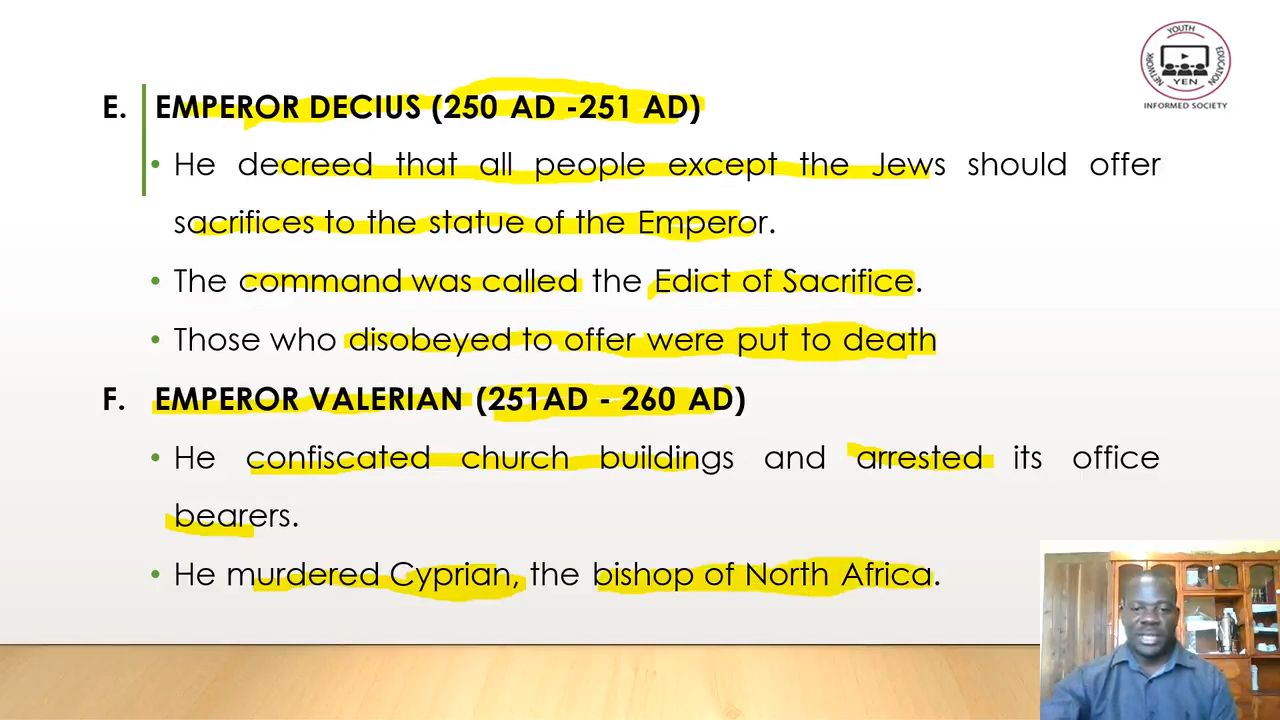 YOUTH
EDUCATION
NETWORK
YEN
INFORMED SOCIETY
E. EMPEROR DECIUS (250 AD -251 AD)
• He decreed that all people except the Jews should offer
sacrifices to the statue of the Emperor.
• The command was called the Edict of Sacrifice.
• Those who disobeyed to offer were put to death
F. EMPEROR VALERIAN (251AD - 260 AD)
• He confiscated church buildings and arrested its office
bearers.
• He murdered Cyprian, the bishop of North Africa.